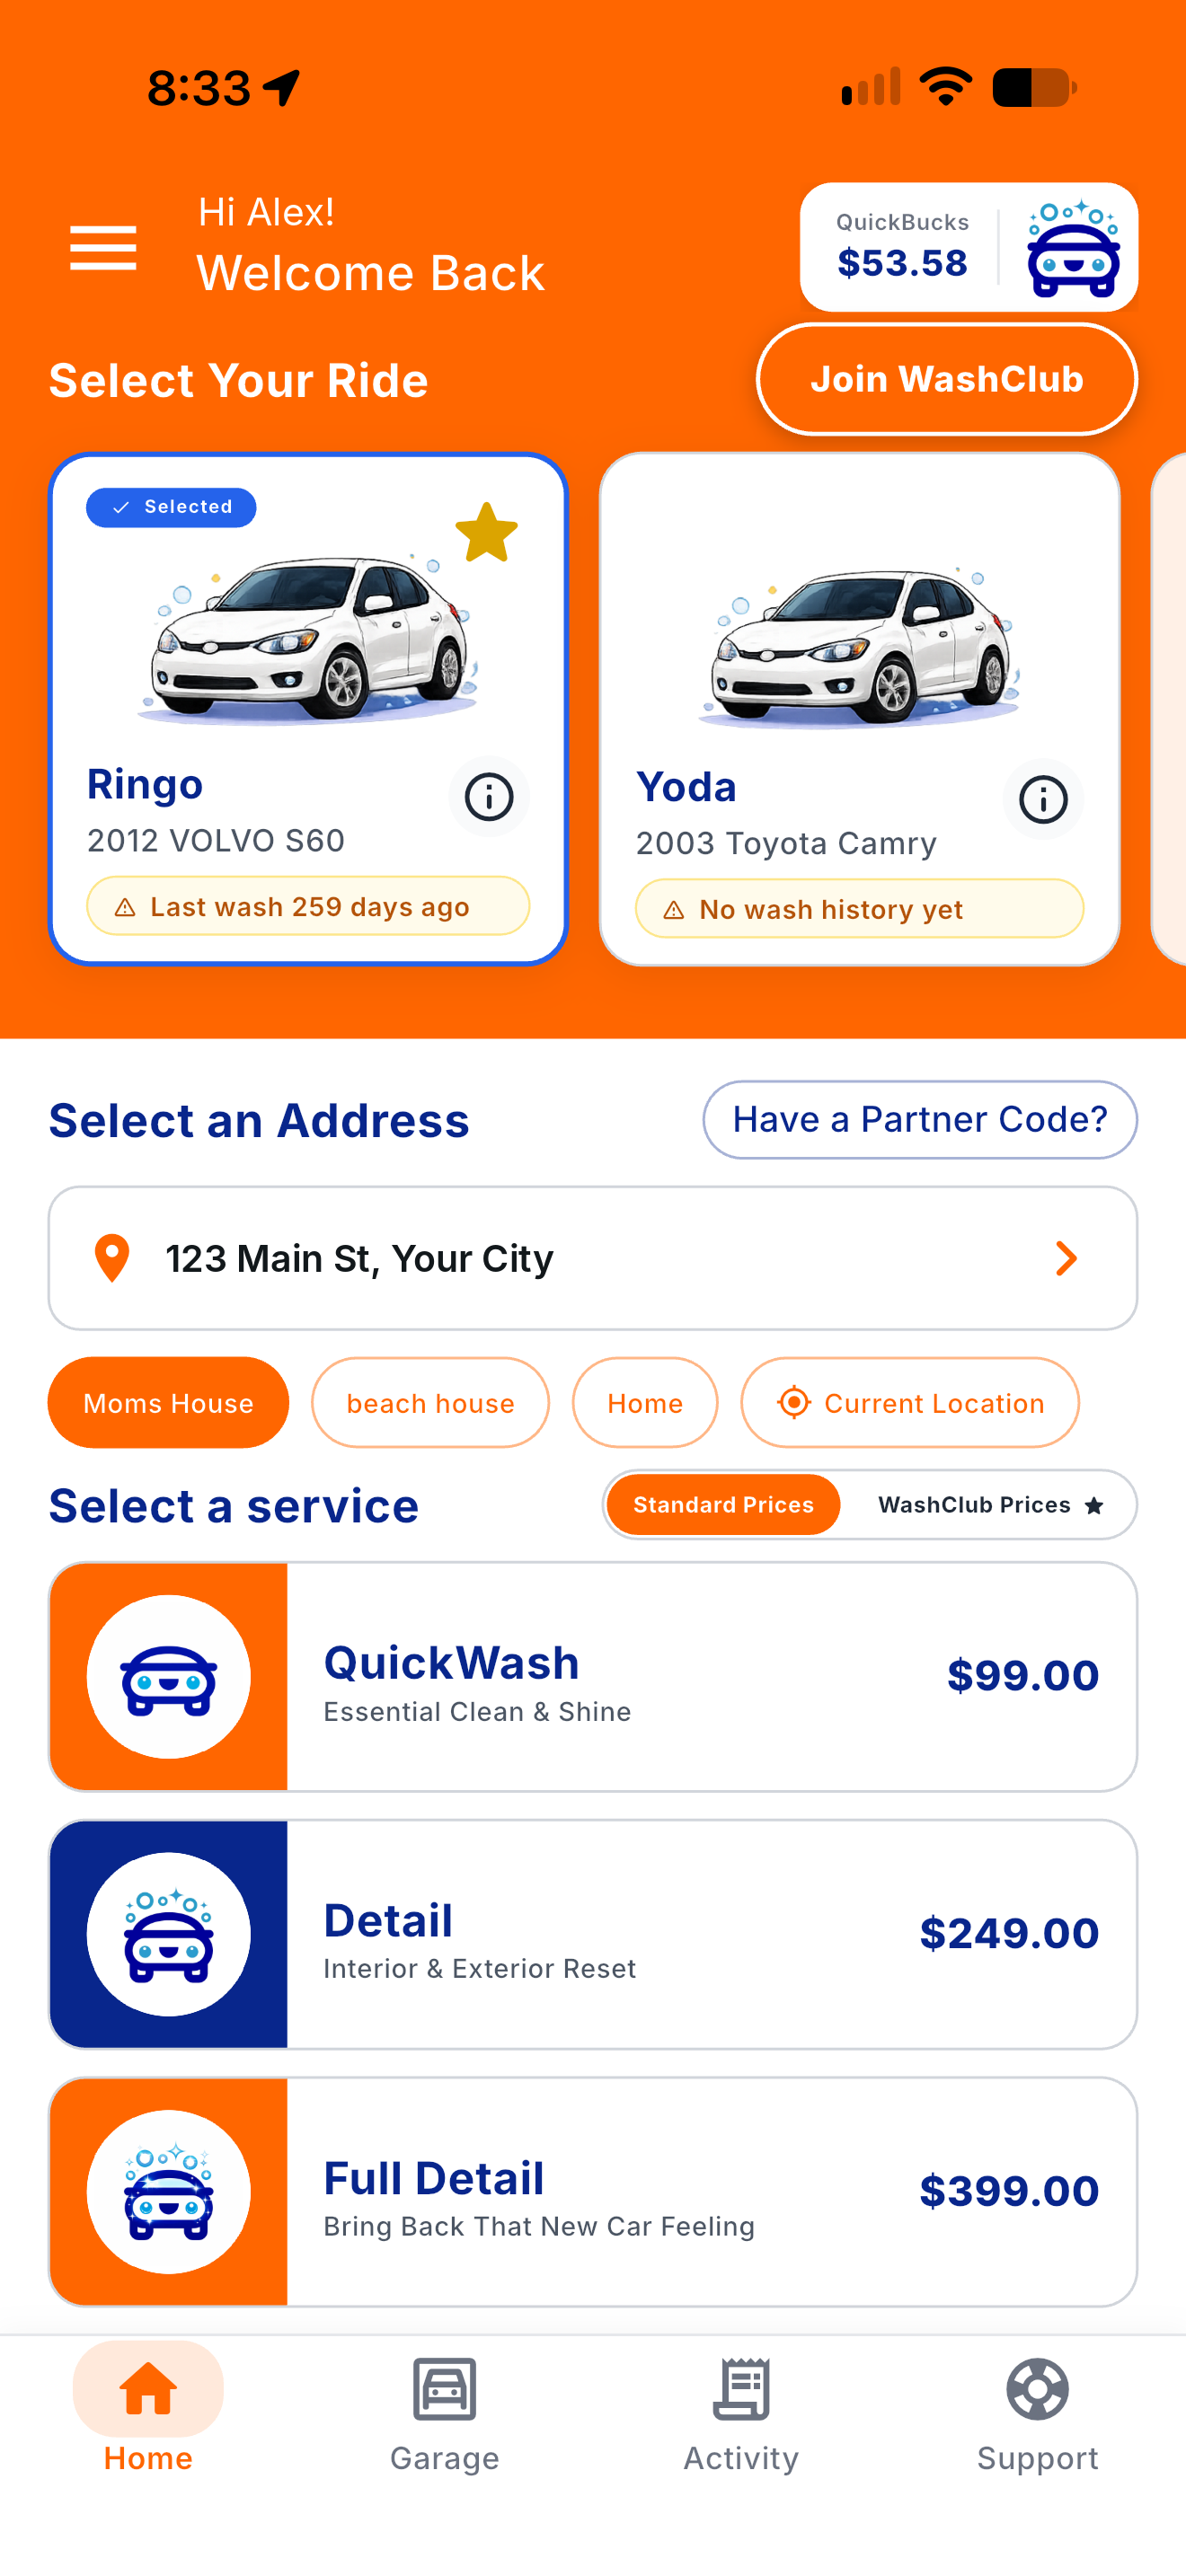 8:33
Hi Alex!
Welcome Back
QuickBucks
$53.58
Select Your Ride
Join WashClub
Selected
Ringo
2012 VOLVO S60
Last wash 259 days ago
Yoda
2003 Toyota Camry
No wash history yet
Select an Address
Have a Partner Code?
123 Main St, Your City
Moms House
beach house
Home
Current Location
Select a service
Standard Prices
WashClub Prices
QuickWash
Essential Clean & Shine
$99.00
Detail
Interior & Exterior Reset
$249.00
Full Detail
Bring Back That New Car Feeling
$399.00
Home
Garage
Activity
Support